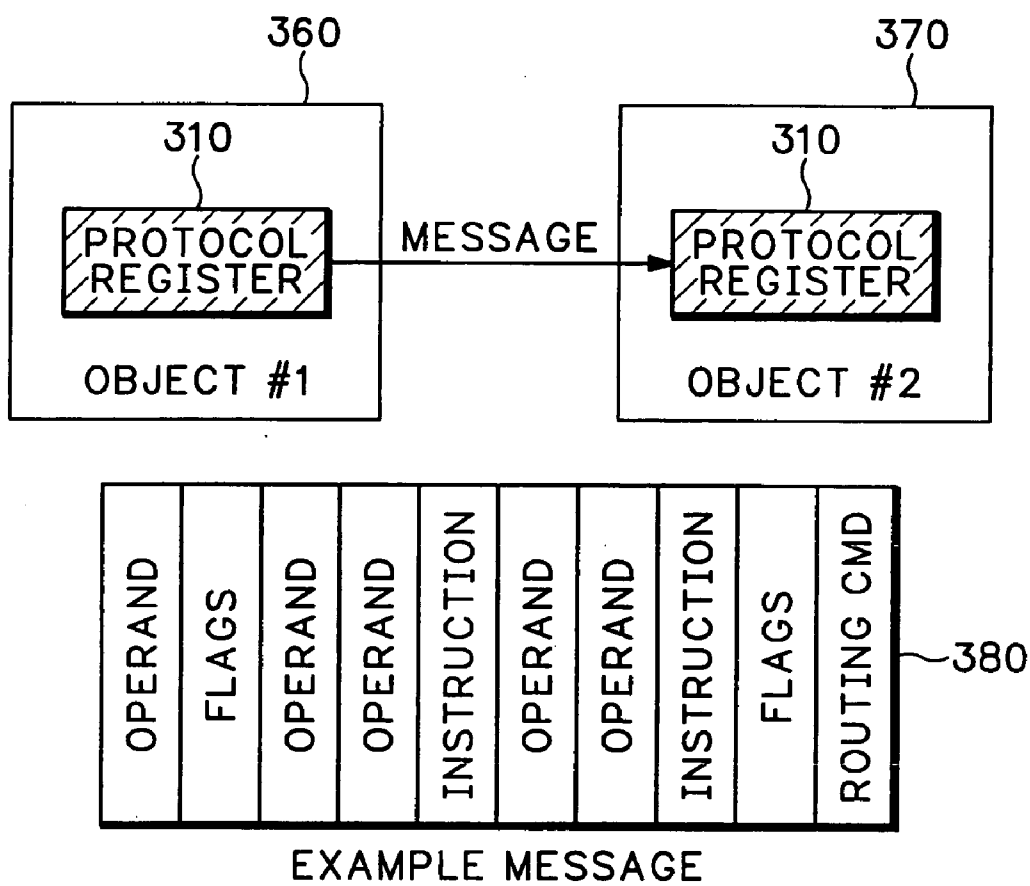 360
370
310
310
PROTOCOL
REGISTER
MESSAGE
PROTOCOL
REGISTER
OBJECT #1
OBJECT #2
OPERAND
FLAGS
OPERAND
OPERAND
INSTRUCTION
OPERAND
OPERAND
INSTRUCTION
FLAGS
ROUTING CMD
380
EXAMPLE MESSAGE